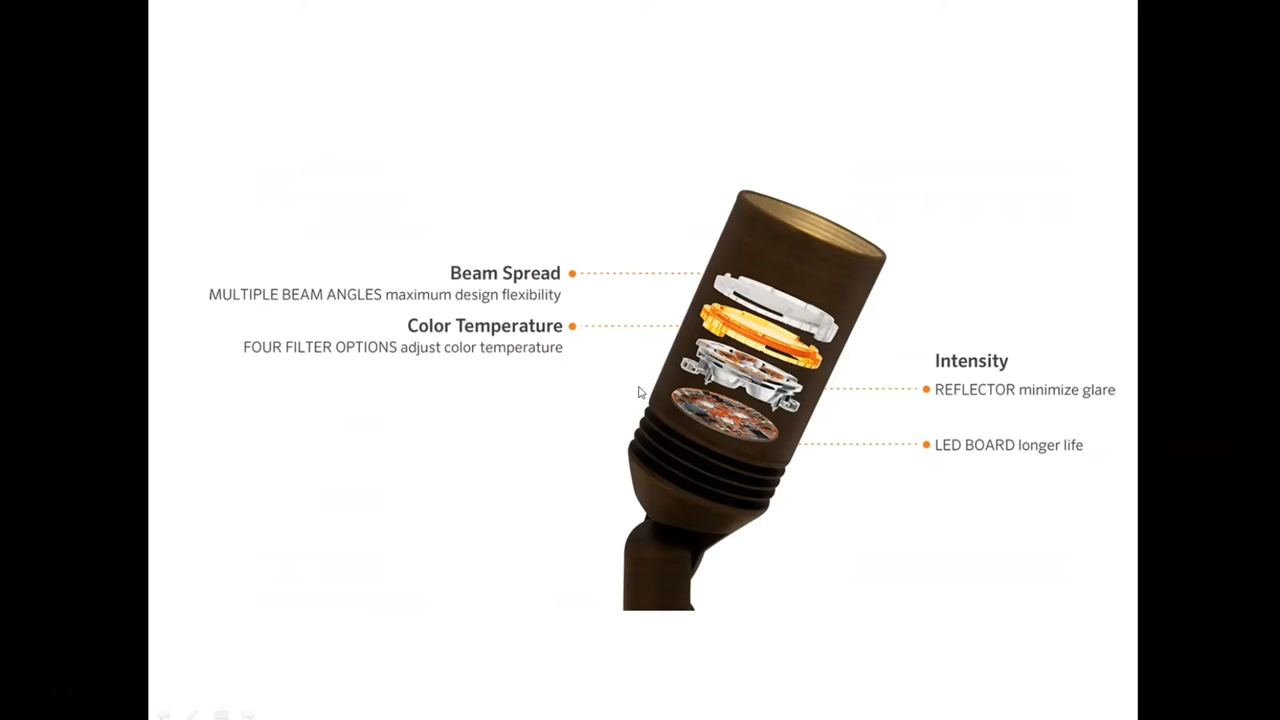 Beam Spread
MULTIPLE BEAM ANGLES maximum design flexibility
Color Temperature
FOUR FILTER OPTIONS adjust color temperature
Intensity
REFLECTOR minimize glare
LED BOARD longer life